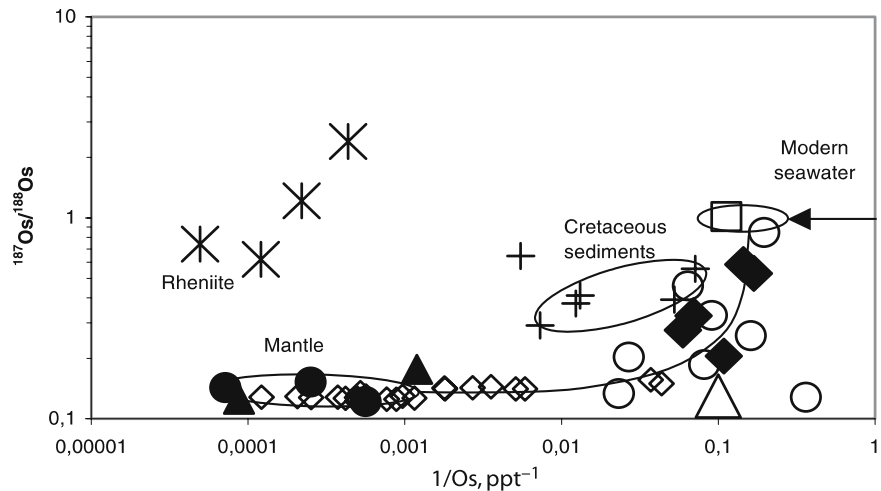 10
1
0,1
187Os/188Os
Modern
seawater
Cretaceous
sediments
Rheniite
Mantle
0,00001 0,0001 0,001 0,01 0,1 1
1/Os, ppt−1